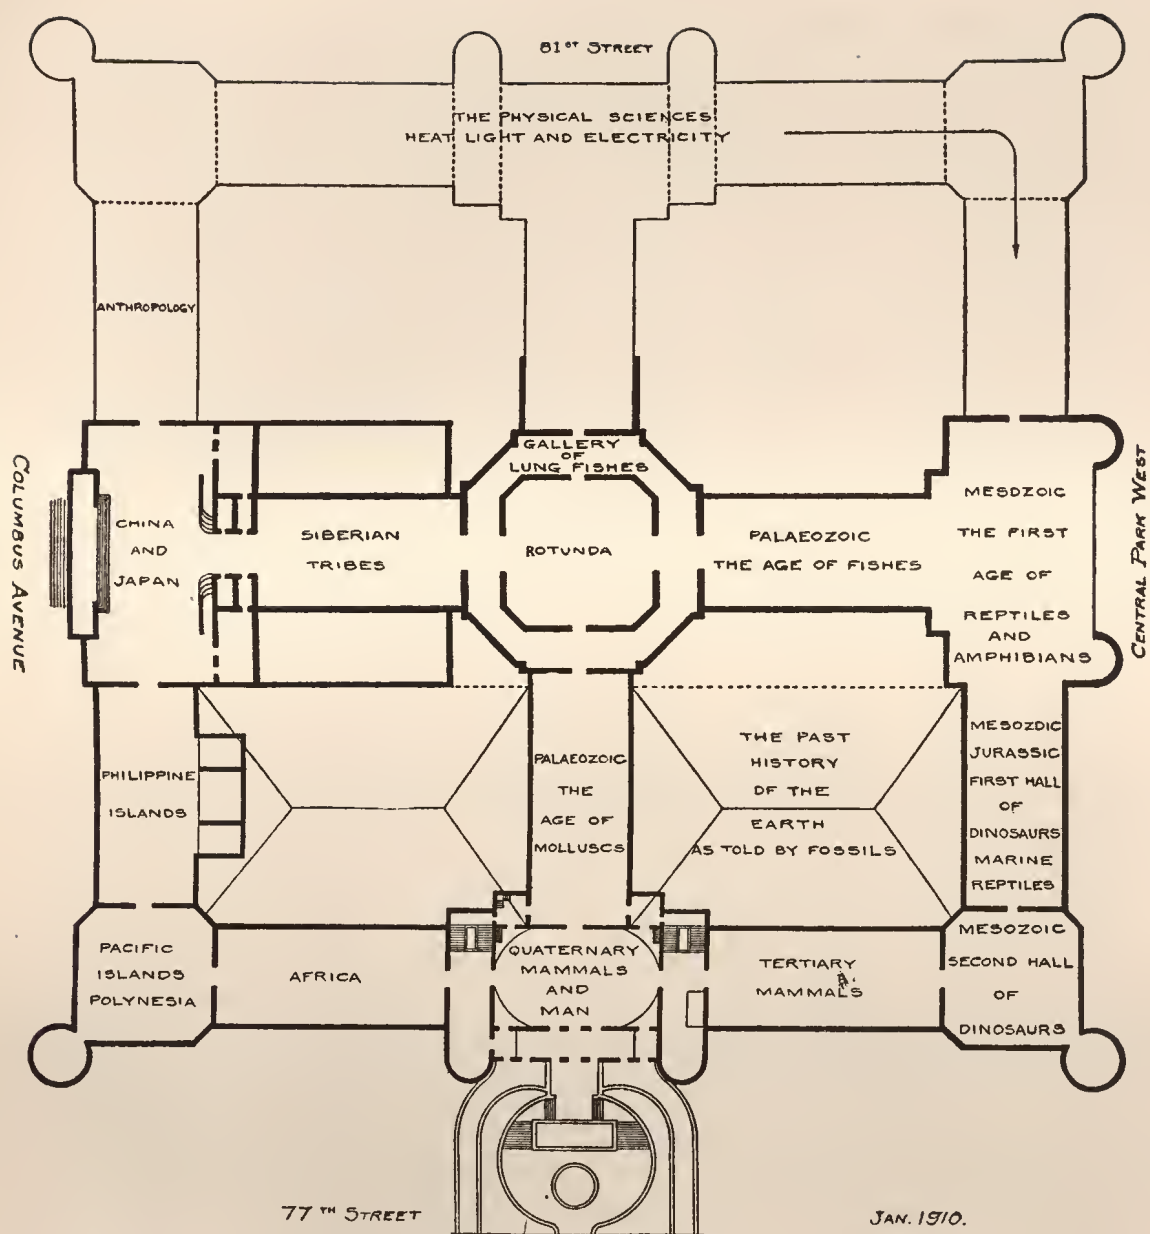 81ST STREET
THE PHYSICAL SCIENCES
HEAT LIGHT AND ELECTRICITY
ANTHROPOLOGY
COLUMBUS AVENUE
CHINA
AND
JAPAN
SIBERIAN
TRIBES
GALLERY
OF
LUNG FISHES
ROTUNDA
PALAEOZOIC
THE AGE OF FISHES
MESOZOIC
THE FIRST
AGE OF
REPTILES
AND
AMPHIBIANS
CENTRAL PARK WEST
PHILIPPINE
ISLANDS
PALAEOZOIC
THE
AGE OF
MOLLUSCS
THE PAST
HISTORY
OF THE
EARTH
AS TOLD BY FOSSILS
MESOZOIC
JURASSIC
FIRST HALL
OF
DINOSAURS
MARINE
REPTILES
PACIFIC
ISLANDS
POLYNESIA
AFRICA
QUATERNARY
MAMMALS
AND
MAN
TERTIARY
MAMMALS
MESOZOIC
SECOND HALL
OF
DINOSAURS
77TH STREET
JAN. 1910.